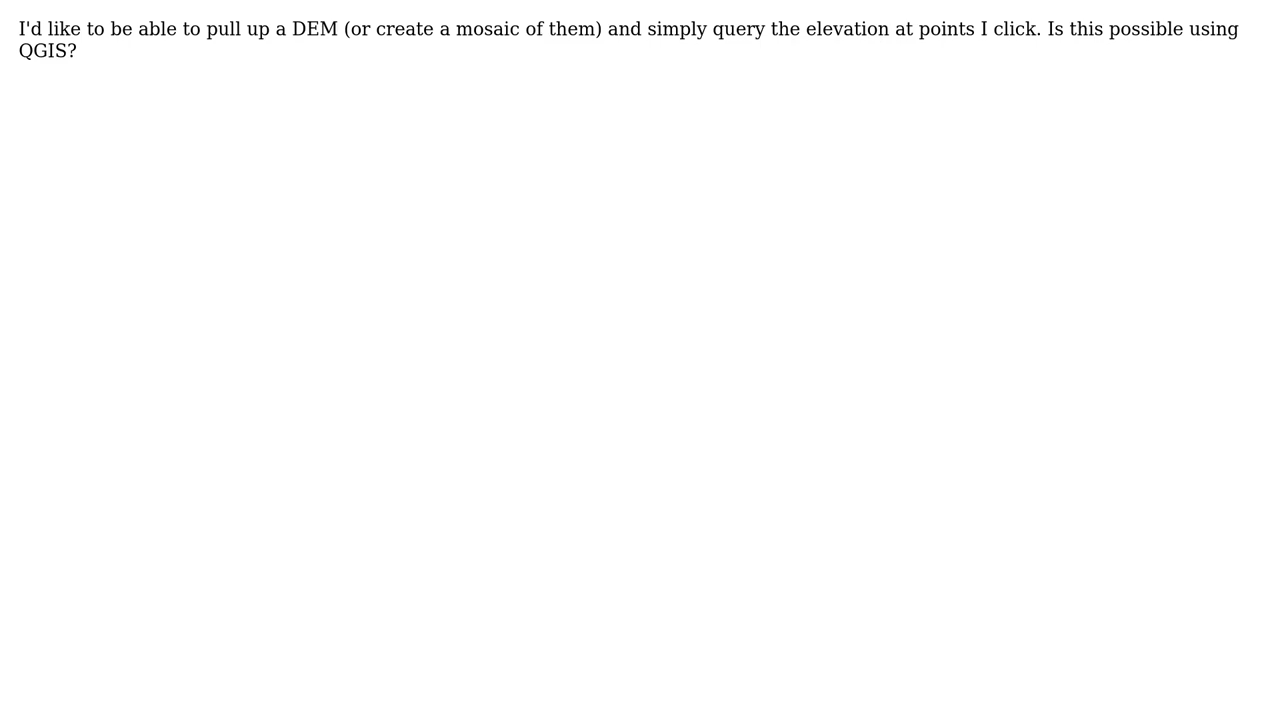 I'd like to be able to pull up a DEM (or create a mosaic of them) and simply query the elevation at points I click. Is this possible using
QGIS?